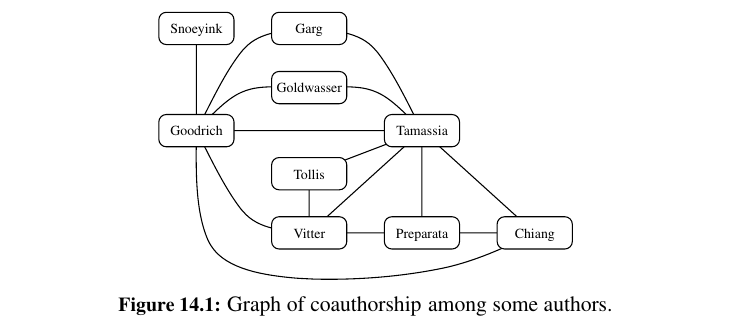 Snoeyink
Garg
Goldwasser
Goodrich
Tamassia
Tollis
Vitter
Preparata
Chiang
Figure 14.1: Graph of coauthorship among some authors.